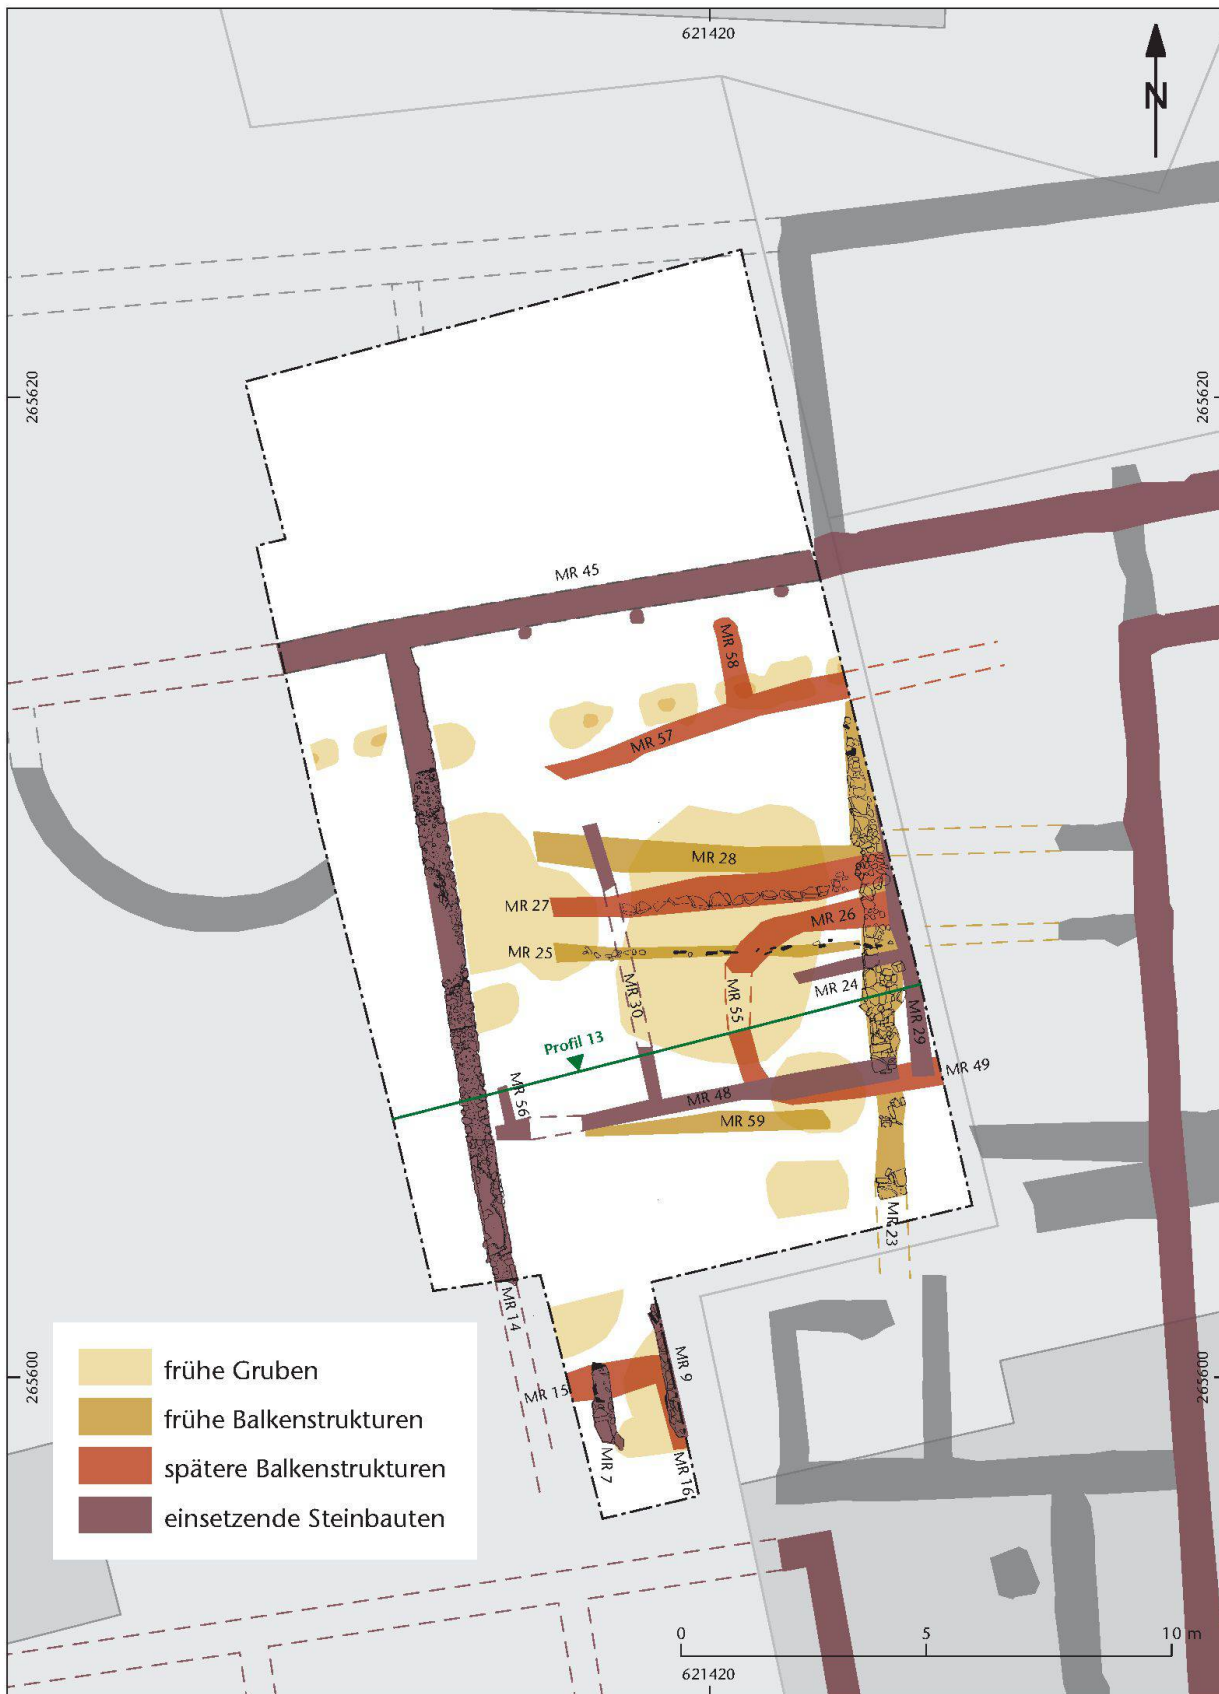 621420
N
265620
265620
MR 45
MR 58
MR 57
MR 28
MR 27
MR 26
MR 25
MR 30
MR 55
MR 24
MR 29
Profil 13
MR 56
MR 48
MR 49
MR 59
MR 23
MR 14
MR 9
MR 15
MR 7
MR 16
265600
265600
frühe Gruben
frühe Balkenstrukturen
spätere Balkenstrukturen
einsetzende Steinbauten
0 5 10 m
621420